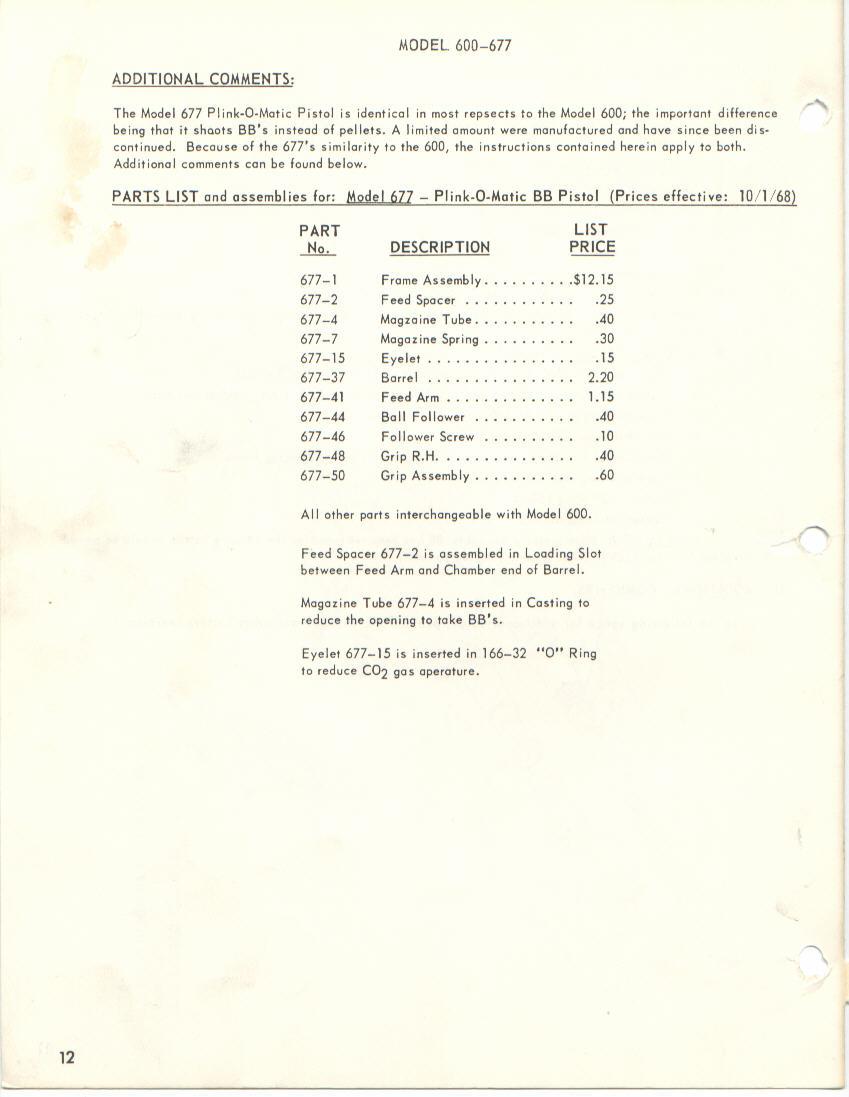 MODEL 600-677
ADDITIONAL COMMENTS:
The Model 677 Plink-O-Matic Pistol is identical in most repsects to the Model 600; the important difference
being that it shoots BB's instead of pellets. A limited amount were manufactured and have since been dis-
continued. Because of the 677's similarity to the 600, the instructions contained herein apply to both.
Additional comments can be found below.
PARTS LIST and assemblies for: Model 677 - Plink-O-Matic BB Pistol (Prices effective: 10/1/68)
PART LIST
No. DESCRIPTION PRICE
677-1 Frame Assembly. . . . . . . . . .$12.15
677-2 Feed Spacer . . . . . . . . . . . . .25
677-4 Magzaine Tube. . . . . . . . . . . .40
677-7 Magazine Spring . . . . . . . . . . .30
677-15 Eyelet . . . . . . . . . . . . . . . . .15
677-37 Barrel . . . . . . . . . . . . . . . . 2.20
677-41 Feed Arm . . . . . . . . . . . . . . 1.15
677-44 Ball Follower . . . . . . . . . . . .40
677-46 Follower Screw . . . . . . . . . . .10
677-48 Grip R.H. . . . . . . . . . . . . . . .40
677-50 Grip Assembly . . . . . . . . . . . .60
All other parts interchangeable with Model 600.
Feed Spacer 677-2 is assembled in Loading Slot
between Feed Arm and Chamber end of Barrel.
Magazine Tube 677-4 is inserted in Casting to
reduce the opening to take BB's.
Eyelet 677-15 is inserted in 166-32 "O" Ring
to reduce CO2 gas aperature.
12